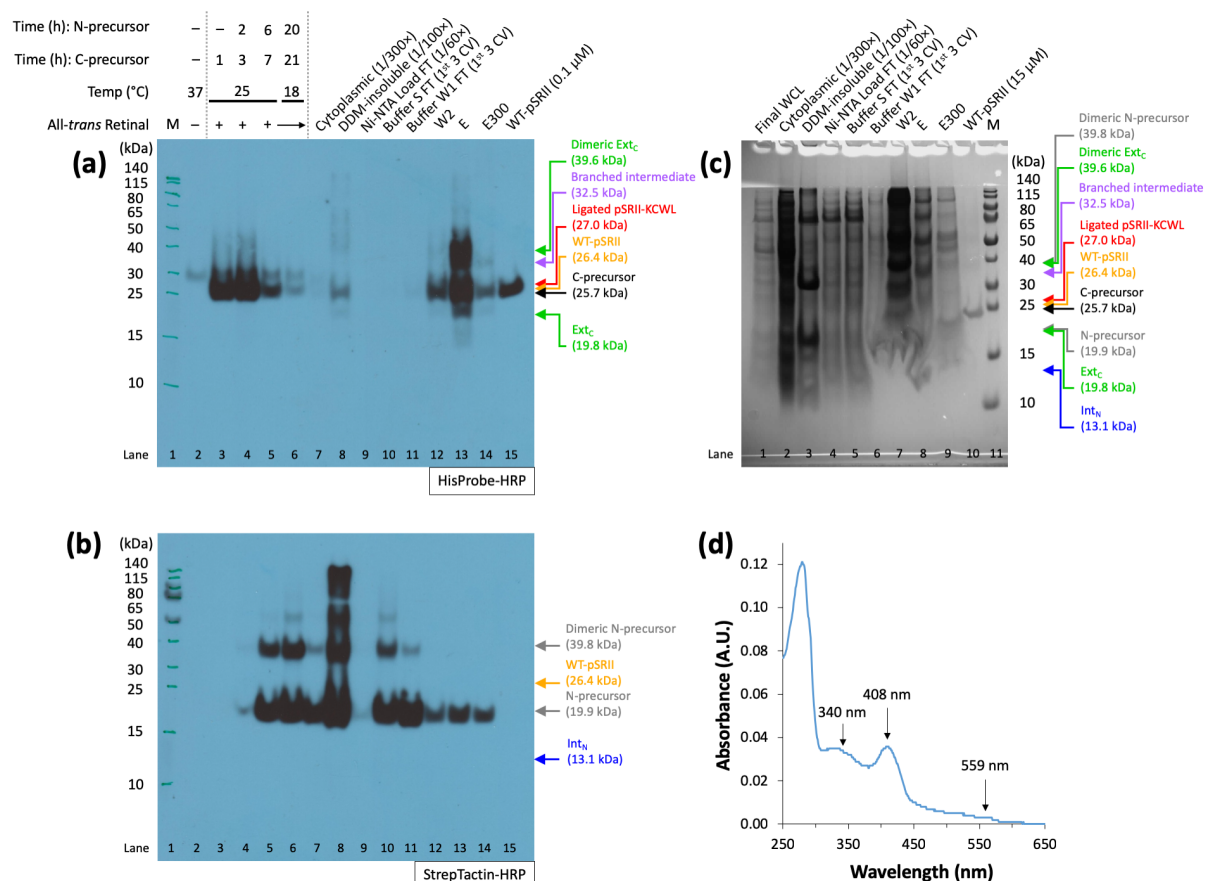 Time (h): N-precursor – – 2 6 20
Time (h): C-precursor – 1 3 7 21
Temp (°C) 37 25 18
All-trans Retinal M – + + + 
Cytoplasmic (1/300×)
DDM-insoluble (1/100×)
Ni-NTA Load FT (1/60×)
Buffer S FT (1st 3 CV)
Buffer W1 FT (1st 3 CV)
W2
E
E300
WT-pSRII (0.1 µM)
(a)
(kDa)
140
115
80
65
50
40
30
25
15
10
Dimeric ExtC
(39.6 kDa)
Branched intermediate
(32.5 kDa)
Ligated pSRII-KCWL
(27.0 kDa)
WT-pSRII
(26.4 kDa)
C-precursor
(25.7 kDa)
ExtC
(19.8 kDa)
Lane 1 2 3 4 5 6 7 8 9 10 11 12 13 14 15
HisProbe-HRP
Final WCL
Cytoplasmic (1/300×)
DDM-insoluble (1/100×)
Ni-NTA Load FT (1/60×)
Buffer S FT (1st 3 CV)
Buffer W1 FT (1st 3 CV)
W2
E
E300
WT-pSRII (15 µM)
M
(c)
(kDa)
140
115
80
65
50
40
30
25
15
10
Dimeric N-precursor
(39.8 kDa)
Dimeric ExtC
(39.6 kDa)
Branched intermediate
(32.5 kDa)
Ligated pSRII-KCWL
(27.0 kDa)
WT-pSRII
(26.4 kDa)
C-precursor
(25.7 kDa)
N-precursor
(19.9 kDa)
ExtC
(19.8 kDa)
IntN
(13.1 kDa)
Lane 1 2 3 4 5 6 7 8 9 10 11
(b)
(kDa)
140
115
80
65
50
40
30
25
15
10
Dimeric N-precursor
(39.8 kDa)
WT-pSRII
(26.4 kDa)
N-precursor
(19.9 kDa)
IntN
(13.1 kDa)
Lane 1 2 3 4 5 6 7 8 9 10 11 12 13 14 15
StrepTactin-HRP
(d)
Absorbance (A.U.)
0.12
0.10
0.08
0.06
0.04
0.02
0.00
340 nm
408 nm
559 nm
250 350 450 550 650
Wavelength (nm)